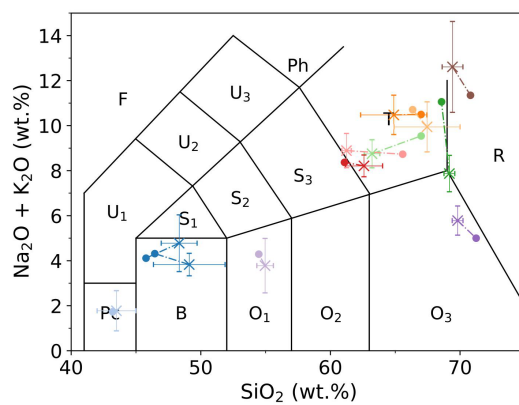 14
12
10
8
6
4
2
0
Na₂O + K₂O (wt.%)
40
50
60
70
SiO₂ (wt.%)
F
Ph
U₃
U₂
U₁
T
R
S₃
S₂
S₁
Pc
B
O₁
O₂
O₃